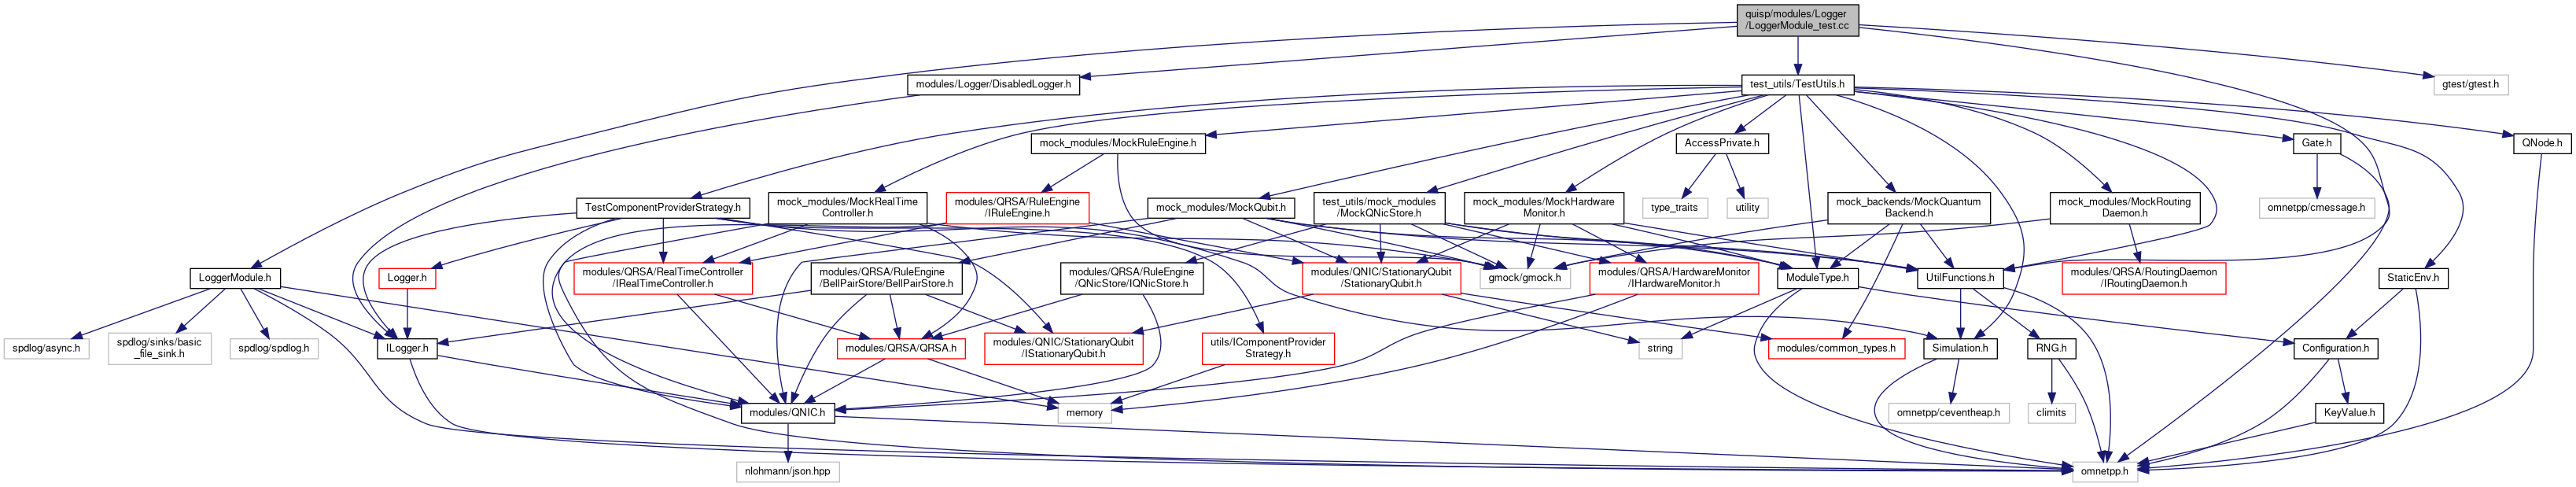 quisp/modules/Logger
/LoggerModule_test.cc
modules/Logger/DisabledLogger.h
test_utils/TestUtils.h
gtest/gtest.h
mock_modules/MockRuleEngine.h
AccessPrivate.h
Gate.h
QNode.h
TestComponentProviderStrategy.h
mock_modules/MockRealTime
Controller.h
modules/QRSA/RuleEngine
/IRuleEngine.h
mock_modules/MockQubit.h
test_utils/mock_modules
/MockQNicStore.h
mock_modules/MockHardware
Monitor.h
type_traits
utility
mock_backends/MockQuantum
Backend.h
mock_modules/MockRouting
Daemon.h
omnetpp/cmessage.h
LoggerModule.h
Logger.h
modules/QRSA/RealTimeController
/IRealTimeController.h
modules/QRSA/RuleEngine
/BellPairStore/BellPairStore.h
modules/QRSA/RuleEngine
/QNicStore/IQNicStore.h
gmock/gmock.h
modules/QNIC/StationaryQubit
/StationaryQubit.h
modules/QRSA/HardwareMonitor
/IHardwareMonitor.h
ModuleType.h
UtilFunctions.h
modules/QRSA/RoutingDaemon
/IRoutingDaemon.h
StaticEnv.h
spdlog/async.h
spdlog/sinks/basic
_file_sink.h
spdlog/spdlog.h
ILogger.h
modules/QRSA/QRSA.h
modules/QNIC/StationaryQubit
/IStationaryQubit.h
utils/IComponentProvider
Strategy.h
string
modules/common_types.h
Simulation.h
RNG.h
Configuration.h
modules/QNIC.h
memory
omnetpp/ceventheap.h
climits
KeyValue.h
nlohmann/json.hpp
omnetpp.h